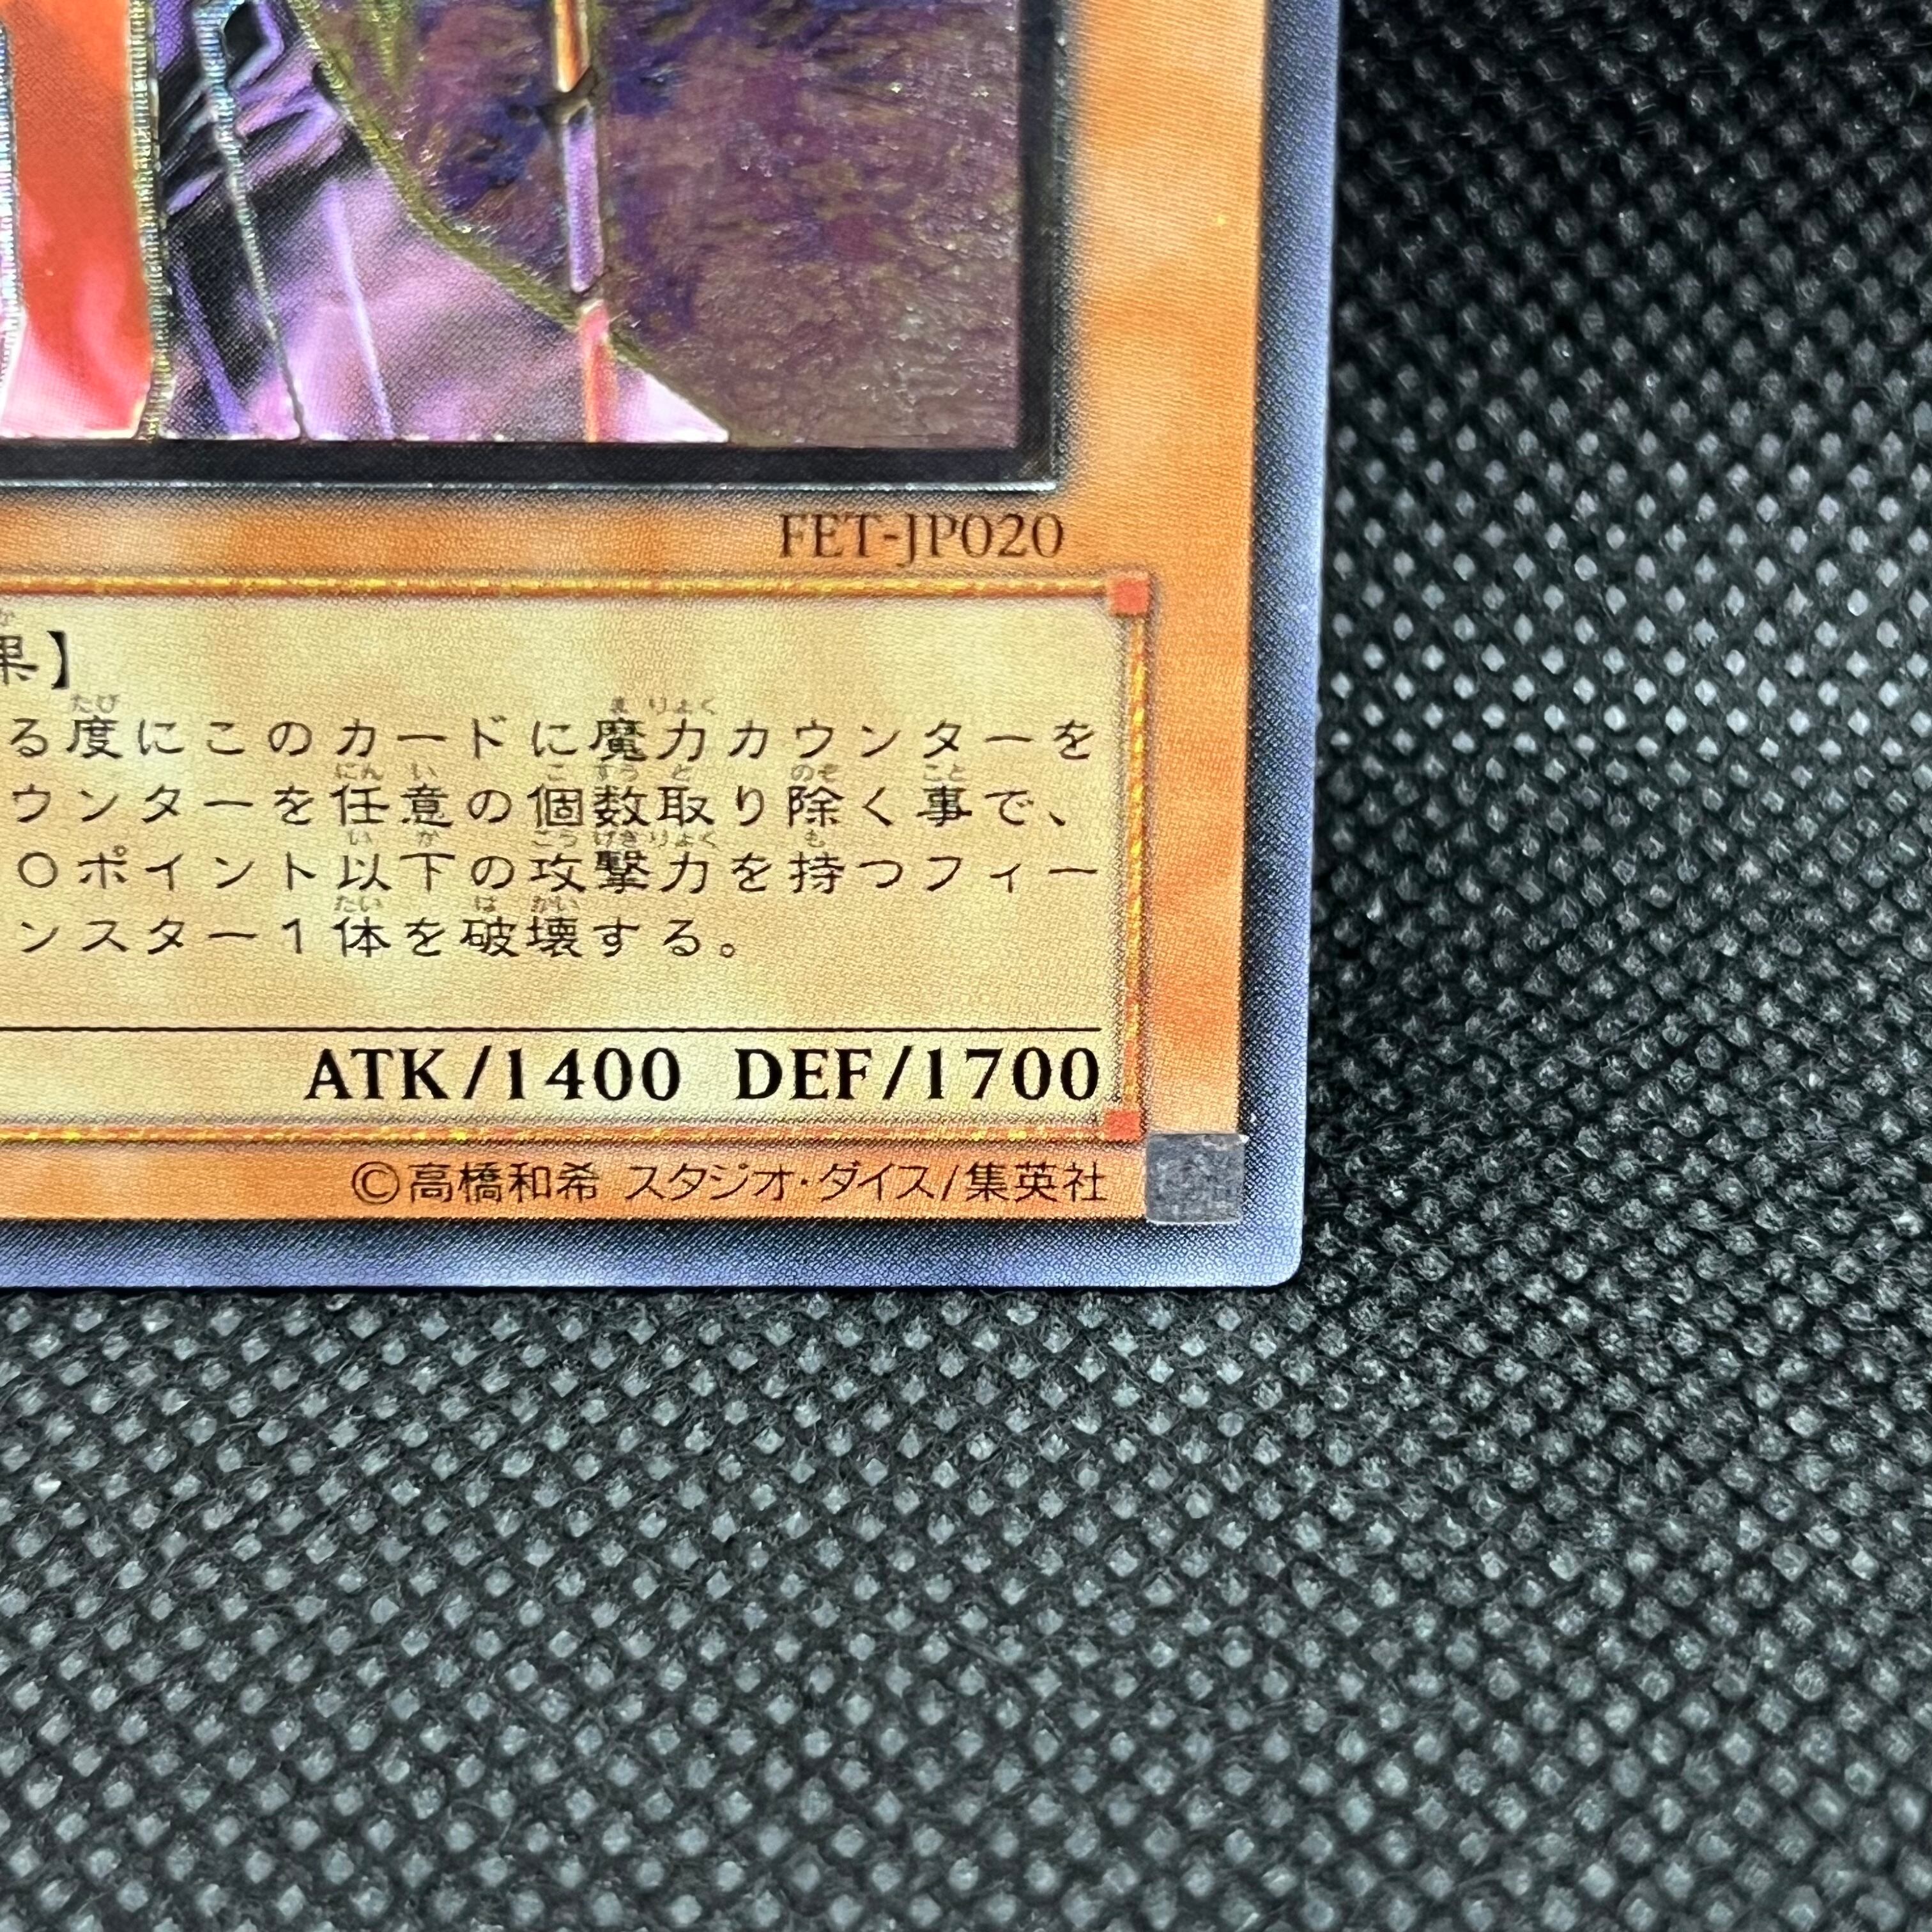 FET-JP020
果】
る度にこのカードに魔力カウンターを
ウンターを任意の個数取り除く事で、
〇ポイント以下の攻撃力を持つフィー
ンスター1体を破壊する。
ATK/1400 DEF/1700
©高橋和希 スタジオ・ダイス/集英社